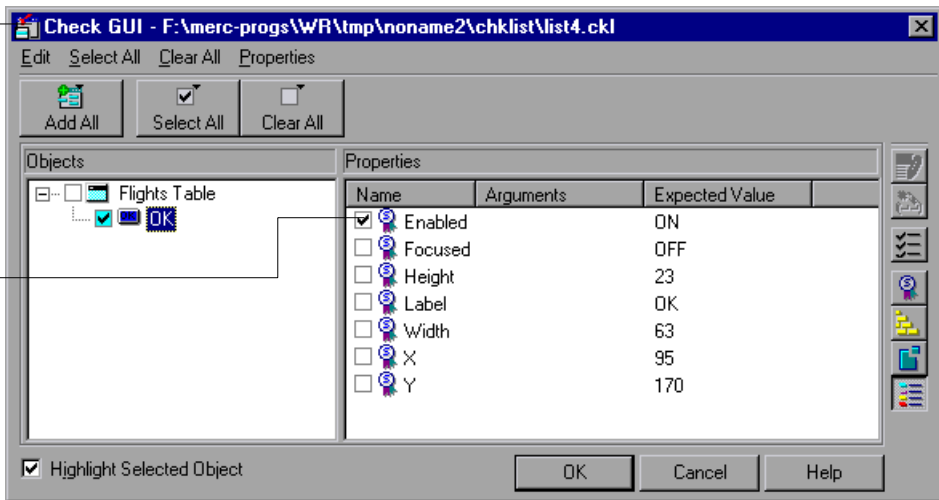 Check GUI - F:\merc-progs\WR\tmp\noname2\chklist\list4.ckl
Edit Select All Clear All Properties
Add All Select All Clear All
Objects
Flights Table
OK
Properties
Name Arguments Expected Value
Enabled ON
Focused OFF
Height 23
Label OK
Width 63
X 95
Y 170
Highlight Selected Object
OK Cancel Help